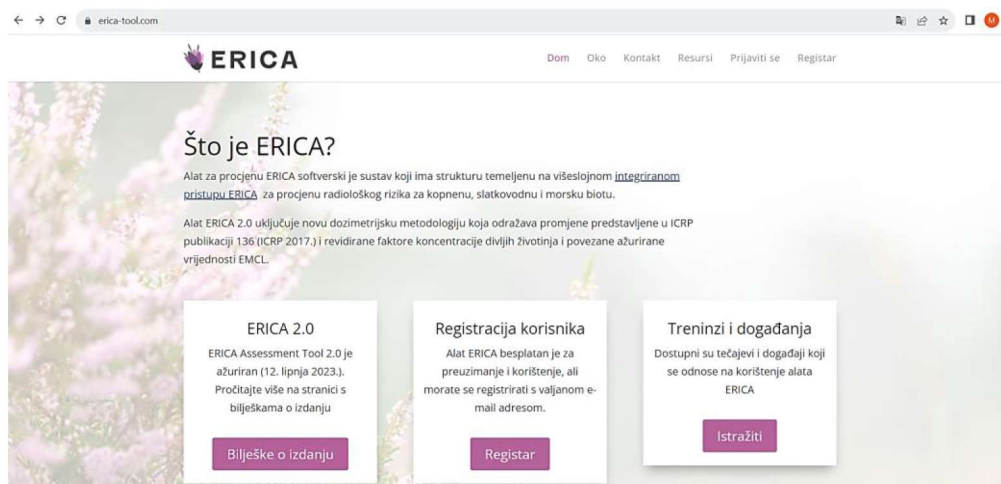 erica-tool.com
M
ERICA
Dom Oko Kontakt Resursi Prijaviti se Registar
Što je ERICA?
Alat za procjenu ERICA softverski je sustav koji ima strukturu temeljenu na višeslojnom integriranom
pristupu ERICA za procjenu radiološkog rizika za kopnenu, slatkovodnu i morsku biotu.
Alat ERICA 2.0 uključuje novu dozimetrijsku metodologiju koja odražava promjene predstavljene u ICRP
publikaciji 136 (ICRP 2017.) i revidirane faktore koncentracije divljih životinja i povezane ažurirane
vrijednosti EMCL.
ERICA 2.0
ERICA Assessment Tool 2.0 je
ažuriran (12. lipnja 2023.).
Pročitajte više na stranici s
bilješkama o izdanju
Bilješke o izdanju
Registracija korisnika
Alat ERICA besplatan je za
preuzimanje i korištenje, ali
morate se registrirati s valjanom e-
mail adresom.
Registar
Treninzi i događanja
Dostupni su tečajevi i događaji koji
se odnose na korištenje alata
ERICA
Istražiti